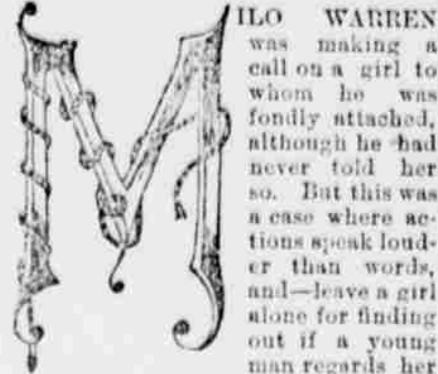 MILO WARREN
was making a
call on a girl to
whom he was
fondly attached,
although he had
never told her
so. But this was
a case where ac-
tions speak loud-
er than words,
and—leave a girl
alone for finding
out if a young
man regards her